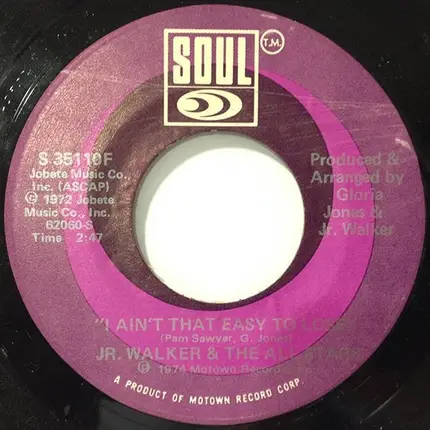 SOUL
T.M.
S 35110F
Jobete Music Co.
Inc. (ASCAP)
Ⓟ 1972 Jobete
Music Co., Inc.
62060-S
Time 2:47
Produced &
Arranged by
Gloria
Jones &
Jr. Walker
"I AIN'T THAT EASY TO LOSE"
(Pam Sawyer, G. Jones)
JR. WALKER & THE ALL STARS
Ⓟ 1974 Motown Record
A PRODUCT OF MOTOWN RECORD CORP.